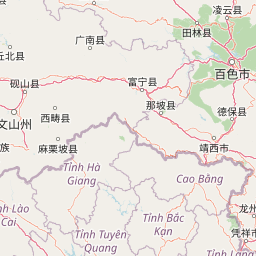 凌云县
田林县
广南县
丘北县
百色市
砚山县
富宁县
那坡县
德保县
文山州
西畴县
族
麻栗坡县
靖西市
Tỉnh Hà
Giang
Cao Bằng
Tỉnh Lào
Cai
Tỉnh Bắc
Kạn
龙州
Tỉnh Tuyên
Quang
凭祥市